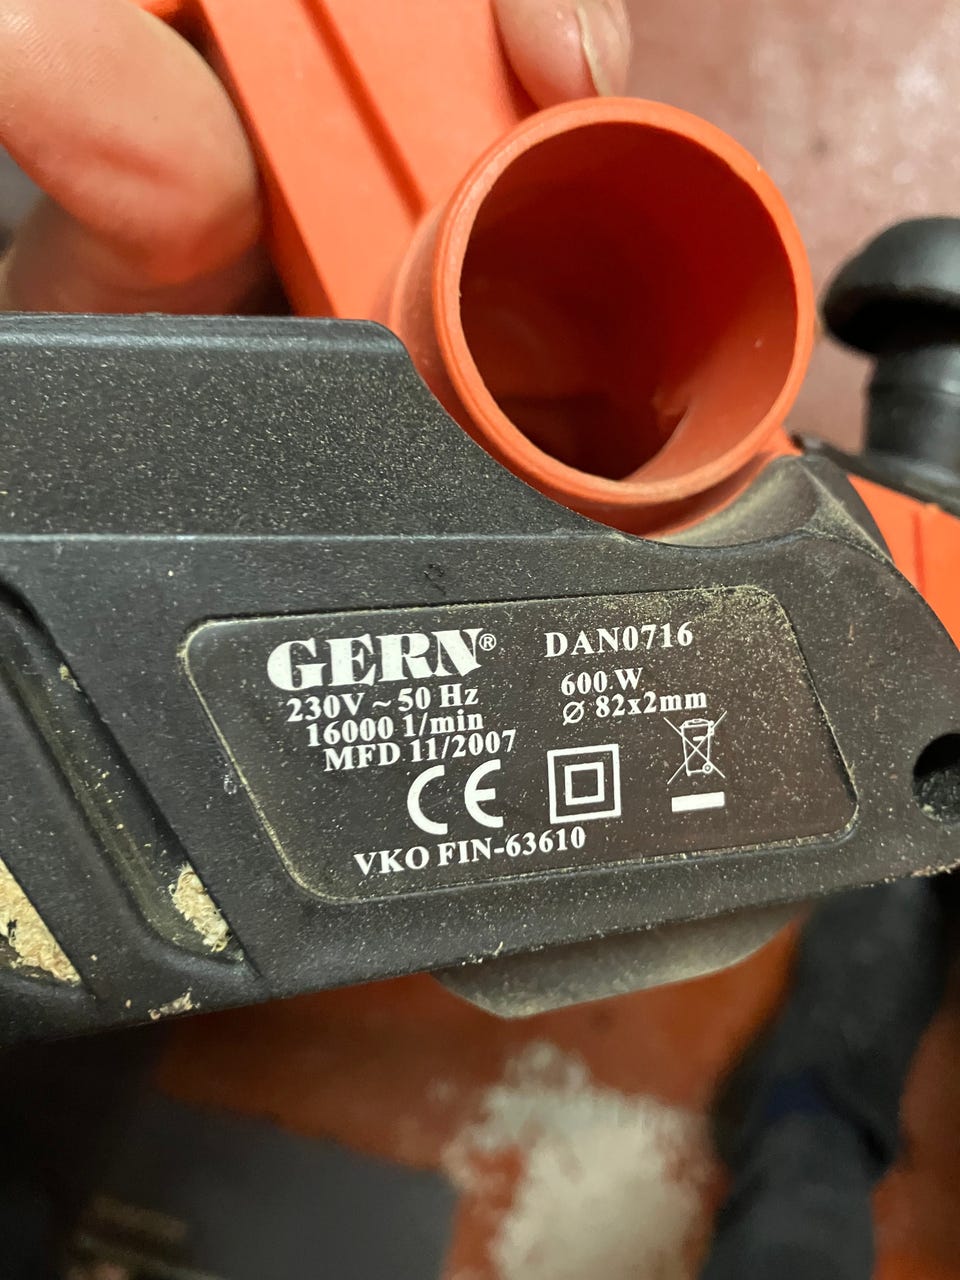 GERN® DAN0716
230V ~ 50 Hz 600 W
16000 1/min Ø 82x2mm
MFD 11/2007
CE
VKO FIN-63610